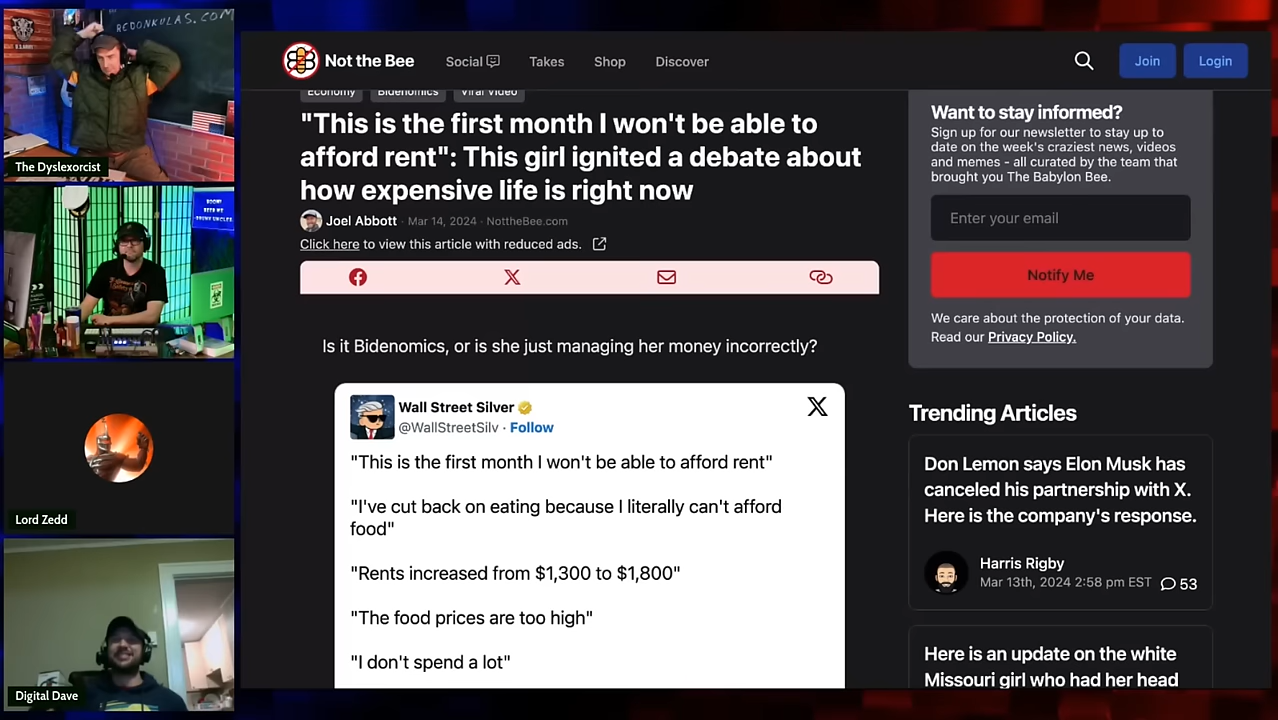 REDONKULAS.COM
The Dyslexorcist
Lord Zedd
Digital Dave
Not the Bee
Social
Takes
Shop
Discover
Join
Login
Economy
Bidenomics
Viral Video
"This is the first month I won't be able to
afford rent": This girl ignited a debate about
how expensive life is right now
Joel Abbott · Mar 14, 2024 · NottheBee.com
Click here to view this article with reduced ads.
Is it Bidenomics, or is she just managing her money incorrectly?
Wall Street Silver
@WallStreetSilv · Follow
"This is the first month I won't be able to afford rent"
"I've cut back on eating because I literally can't afford
food"
"Rents increased from $1,300 to $1,800"
"The food prices are too high"
"I don't spend a lot"
Want to stay informed?
Sign up for our newsletter to stay up to
date on the week's craziest news, videos
and memes - all curated by the team that
brought you The Babylon Bee.
Enter your email
Notify Me
We care about the protection of your data.
Read our Privacy Policy.
Trending Articles
Don Lemon says Elon Musk has
canceled his partnership with X.
Here is the company's response.
Harris Rigby
Mar 13th, 2024 2:58 pm EST
53
Here is an update on the white
Missouri girl who had her head